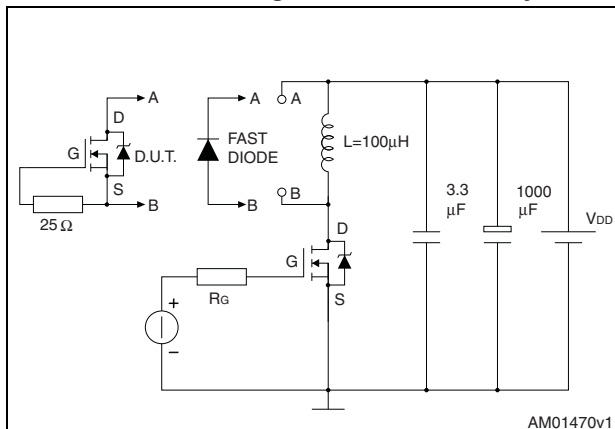 A
D
G
D.U.T.
S
B
25 Ω
A
FAST
DIODE
B
A
L=100μH
B
D
G
S
RG
+
-
3.3
μF
1000
μF
VDD
AM01470v1